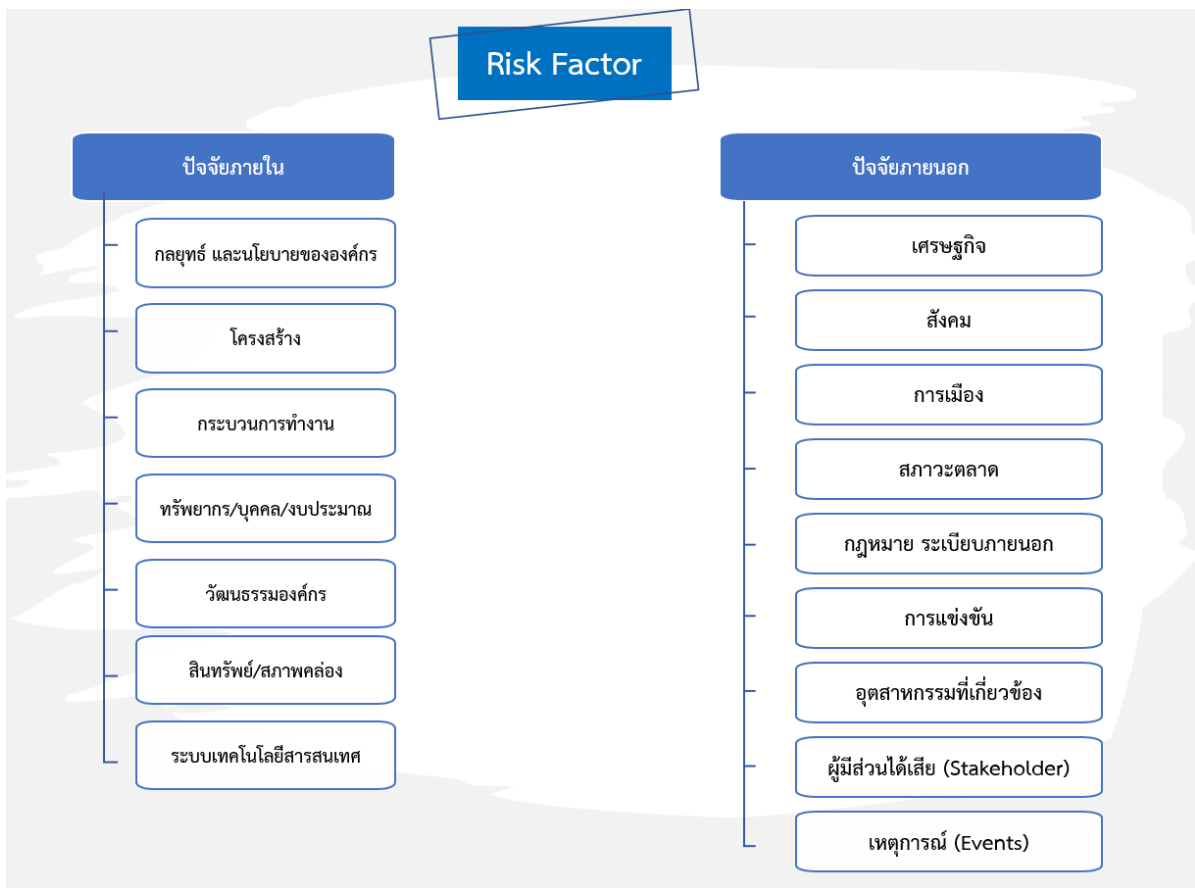 Risk Factor
ปัจจัยภายใน
กลยุทธ์ และนโยบายขององค์กร
โครงสร้าง
กระบวนการทำงาน
ทรัพยากร/บุคคล/งบประมาณ
วัฒนธรรมองค์กร
สินทรัพย์/สภาพคล่อง
ระบบเทคโนโลยีสารสนเทศ
ปัจจัยภายนอก
เศรษฐกิจ
สังคม
การเมือง
สภาวะตลาด
กฎหมาย ระเบียบภายนอก
การแข่งขัน
อุตสาหกรรมที่เกี่ยวข้อง
ผู้มีส่วนได้เสีย (Stakeholder)
เหตุการณ์ (Events)